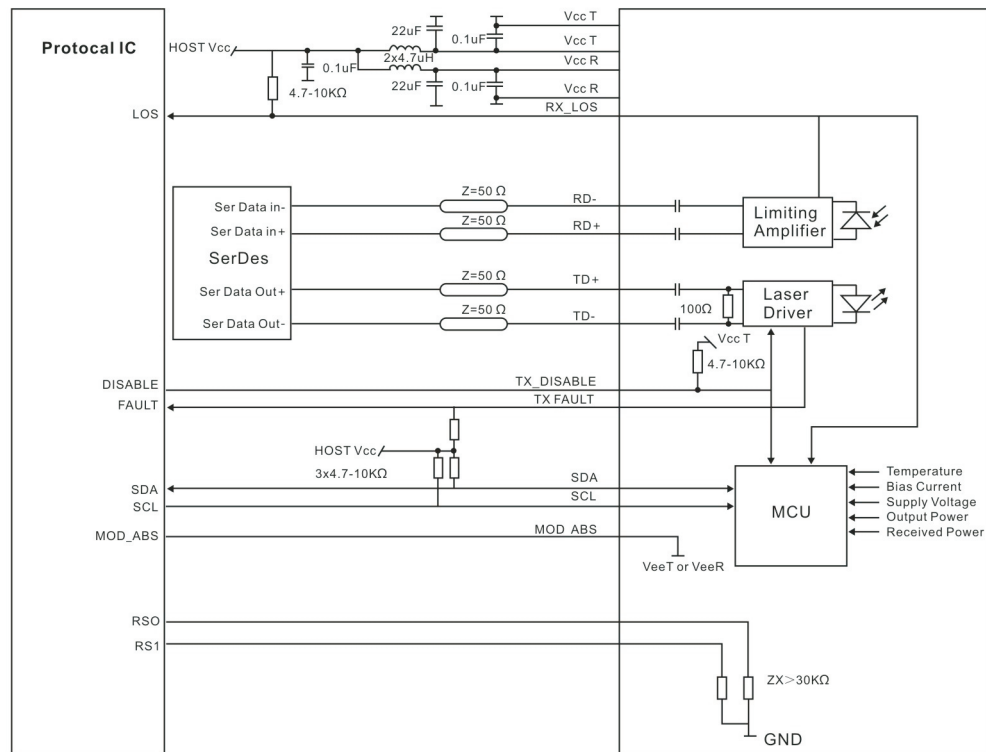 Protocal IC
HOST Vcc
0.1uF
4.7-10KΩ
22uF
2x4.7uH
22uF
0.1uF
0.1uF
Vcc T
Vcc T
Vcc R
Vcc R
LOS
RX_LOS
Ser Data in-
Ser Data in+
SerDes
Ser Data Out+
Ser Data Out-
Z=50 Ω
Z=50 Ω
Z=50 Ω
Z=50 Ω
RD-
RD+
TD+
TD-
Limiting
Amplifier
100Ω
Laser
Driver
Vcc T
4.7-10KΩ
DISABLE
TX_DISABLE
FAULT
TX FAULT
HOST Vcc
3x4.7-10KΩ
SDA
SDA
SCL
SCL
MCU
Temperature
Bias Current
Supply Voltage
Output Power
Received Power
MOD_ABS
MOD ABS
VeeT or VeeR
RSO
RS1
ZX>30KΩ
GND